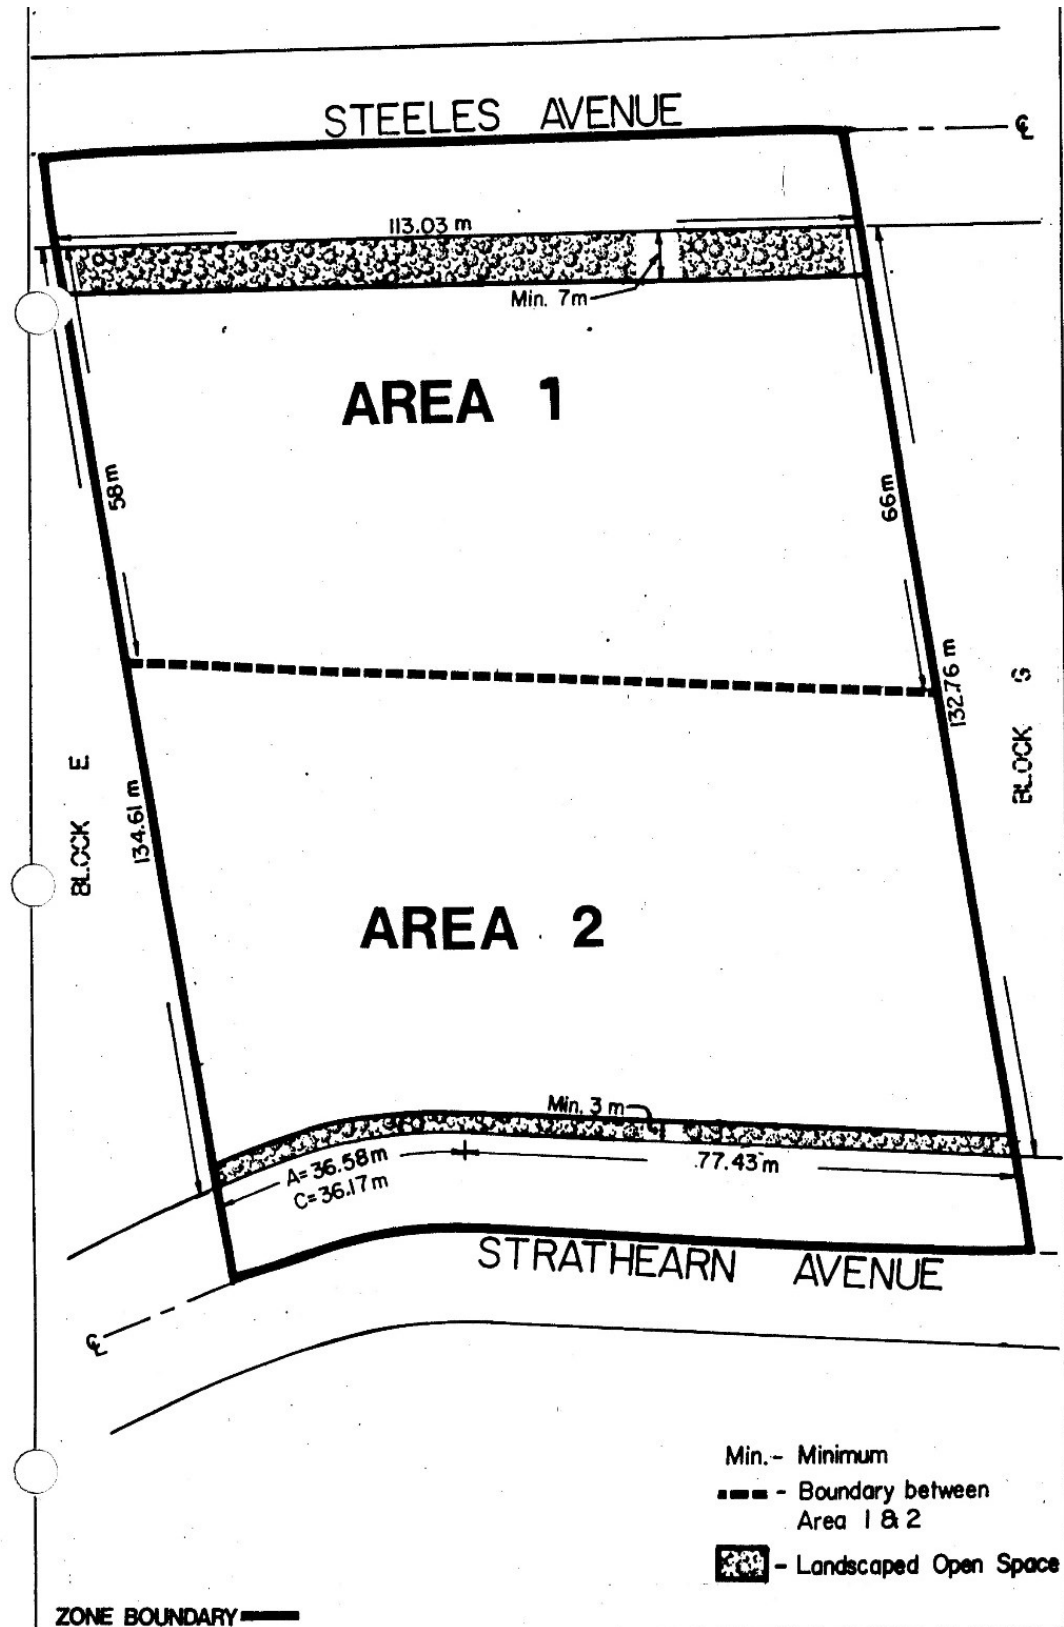 STEELES AVENUE
℄
113.03 m
Min. 7m
AREA 1
58m
66m
132.76 m
BLOCK G
BLOCK E
134.61 m
AREA 2
Min. 3 m
A=36.58m
C=36.17m
77.43 m
STRATHEARN AVENUE
℄
Min. - Minimum
- Boundary between
Area 1 & 2
- Landscaped Open Space
ZONE BOUNDARY